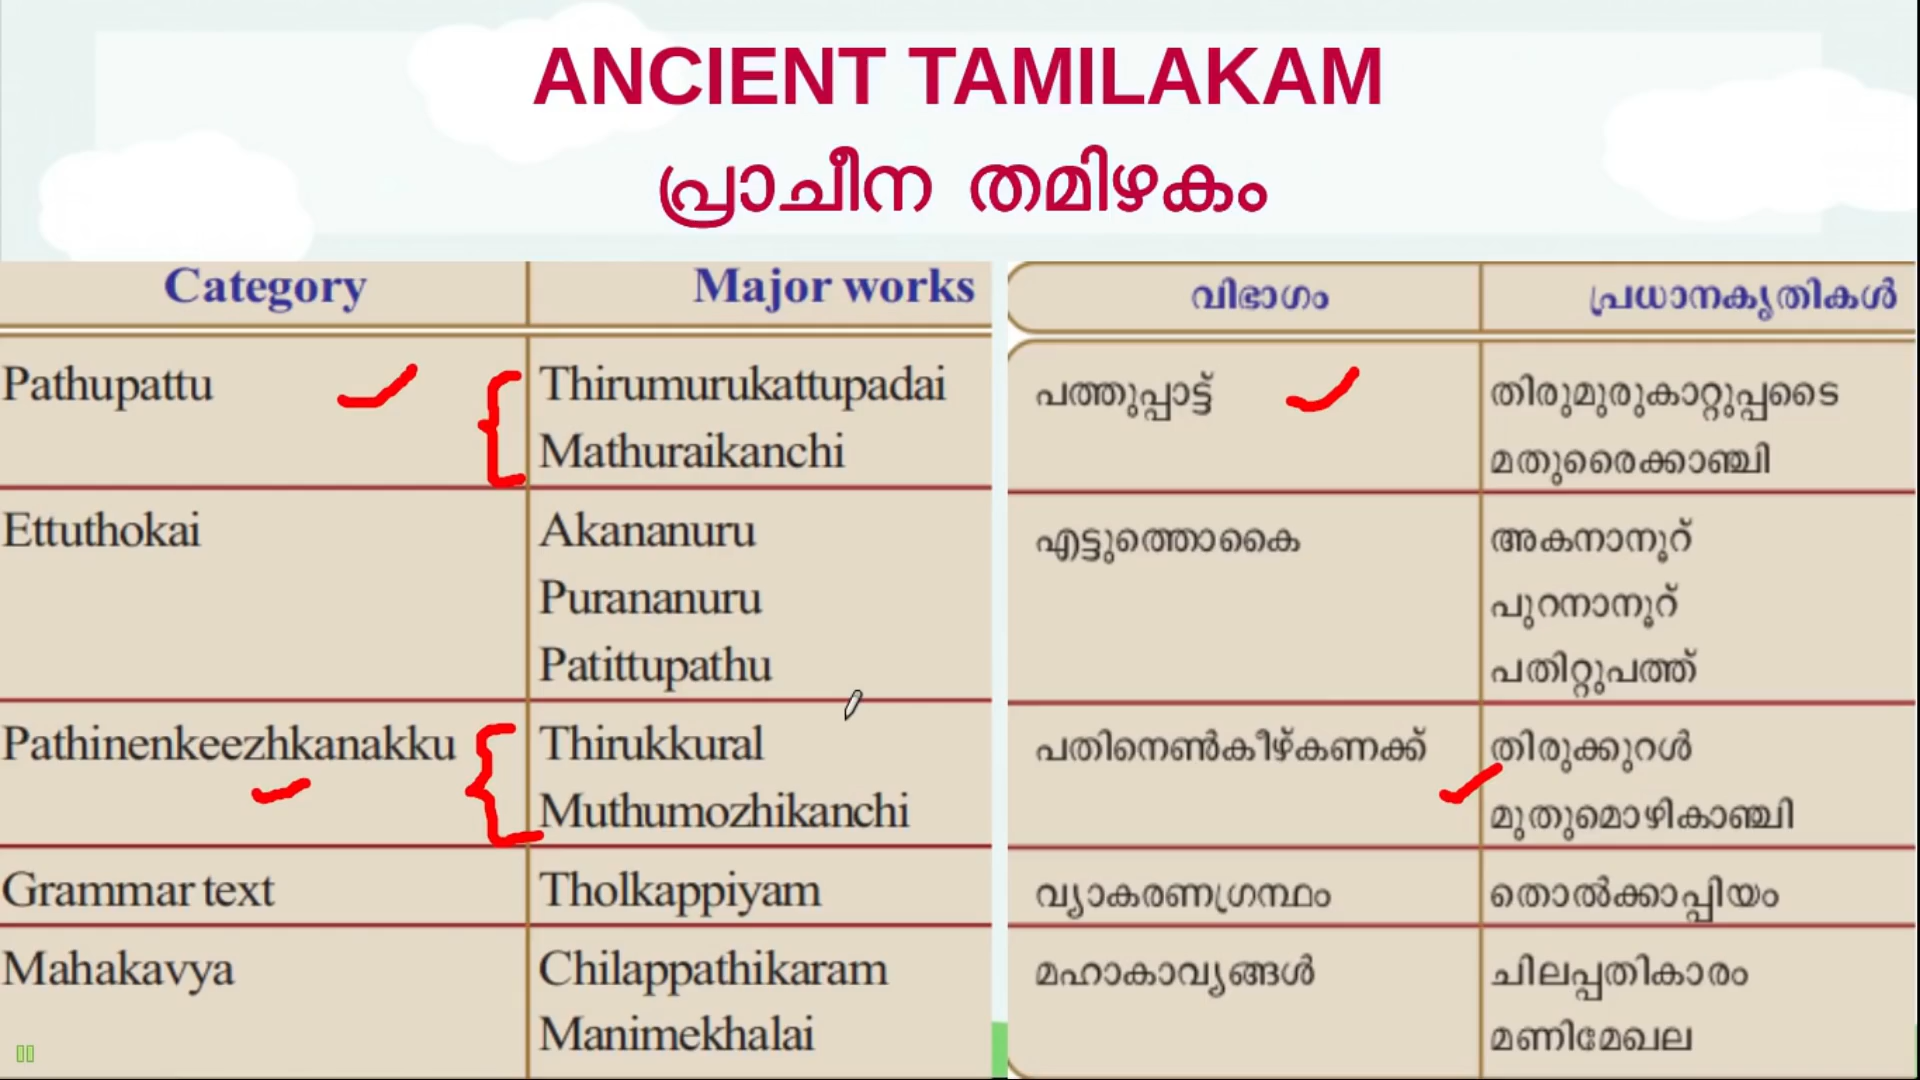 ANCIENT TAMILAKAM
പ്രാചീന തമിഴകം
Category Major works
Pathupattu Thirumurukattupadai
Mathuraikanchi
Ettuthokai Akananuru
Purananuru
Patittupathu
Pathinenkeezhkanakku Thirukkural
Muthumozhikanchi
Grammar text Tholkappiyam
Mahakavya Chilappathikaram
Manimekhalai
വിഭാഗം പ്രധാനകൃതികൾ
പത്തുപ്പാട്ട് തിരുമുരുകാറ്റുപ്പടൈ
മതുരൈക്കാഞ്ചി
എട്ടുത്തൊകൈ അകനാനൂറ്
പുറനാനൂറ്
പതിറ്റുപത്ത്
പതിനെൺകീഴ്കണക്ക് തിരുക്കുറൾ
മുതുമൊഴികാഞ്ചി
വ്യാകരണഗ്രന്ഥം തൊൽക്കാപ്പിയം
മഹാകാവ്യങ്ങൾ ചിലപ്പതികാരം
മണിമേഖല